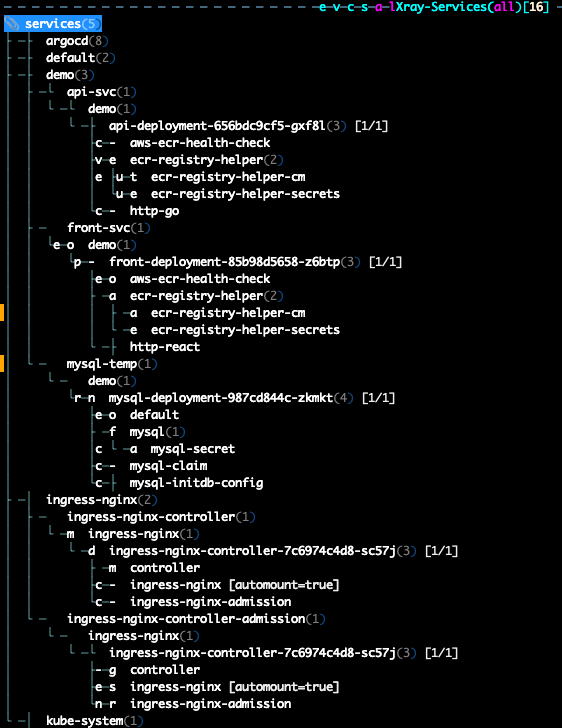 e v c s a lXray-Services(all)[16]
services(5)
argocd(8)
default(2)
demo(3)
api-svc(1)
demo(1)
api-deployment-656bdc9cf5-gxf8l(3) [1/1]
c - aws-ecr-health-check
v e ecr-registry-helper(2)
e u t ecr-registry-helper-cm
u e ecr-registry-helper-secrets
c - http-go
front-svc(1)
e o demo(1)
p - front-deployment-85b98d5658-z6btp(3) [1/1]
e o aws-ecr-health-check
a ecr-registry-helper(2)
a ecr-registry-helper-cm
e ecr-registry-helper-secrets
http-react
mysql-temp(1)
demo(1)
r n mysql-deployment-987cd844c-zkmkt(4) [1/1]
e o default
f mysql(1)
c a mysql-secret
c - mysql-claim
c mysql-initdb-config
ingress-nginx(2)
ingress-nginx-controller(1)
m ingress-nginx(1)
d ingress-nginx-controller-7c6974c4d8-sc57j(3) [1/1]
m controller
c - ingress-nginx [automount=true]
c - ingress-nginx-admission
ingress-nginx-controller-admission(1)
ingress-nginx(1)
ingress-nginx-controller-7c6974c4d8-sc57j(3) [1/1]
- g controller
e s ingress-nginx [automount=true]
n r ingress-nginx-admission
kube-system(1)